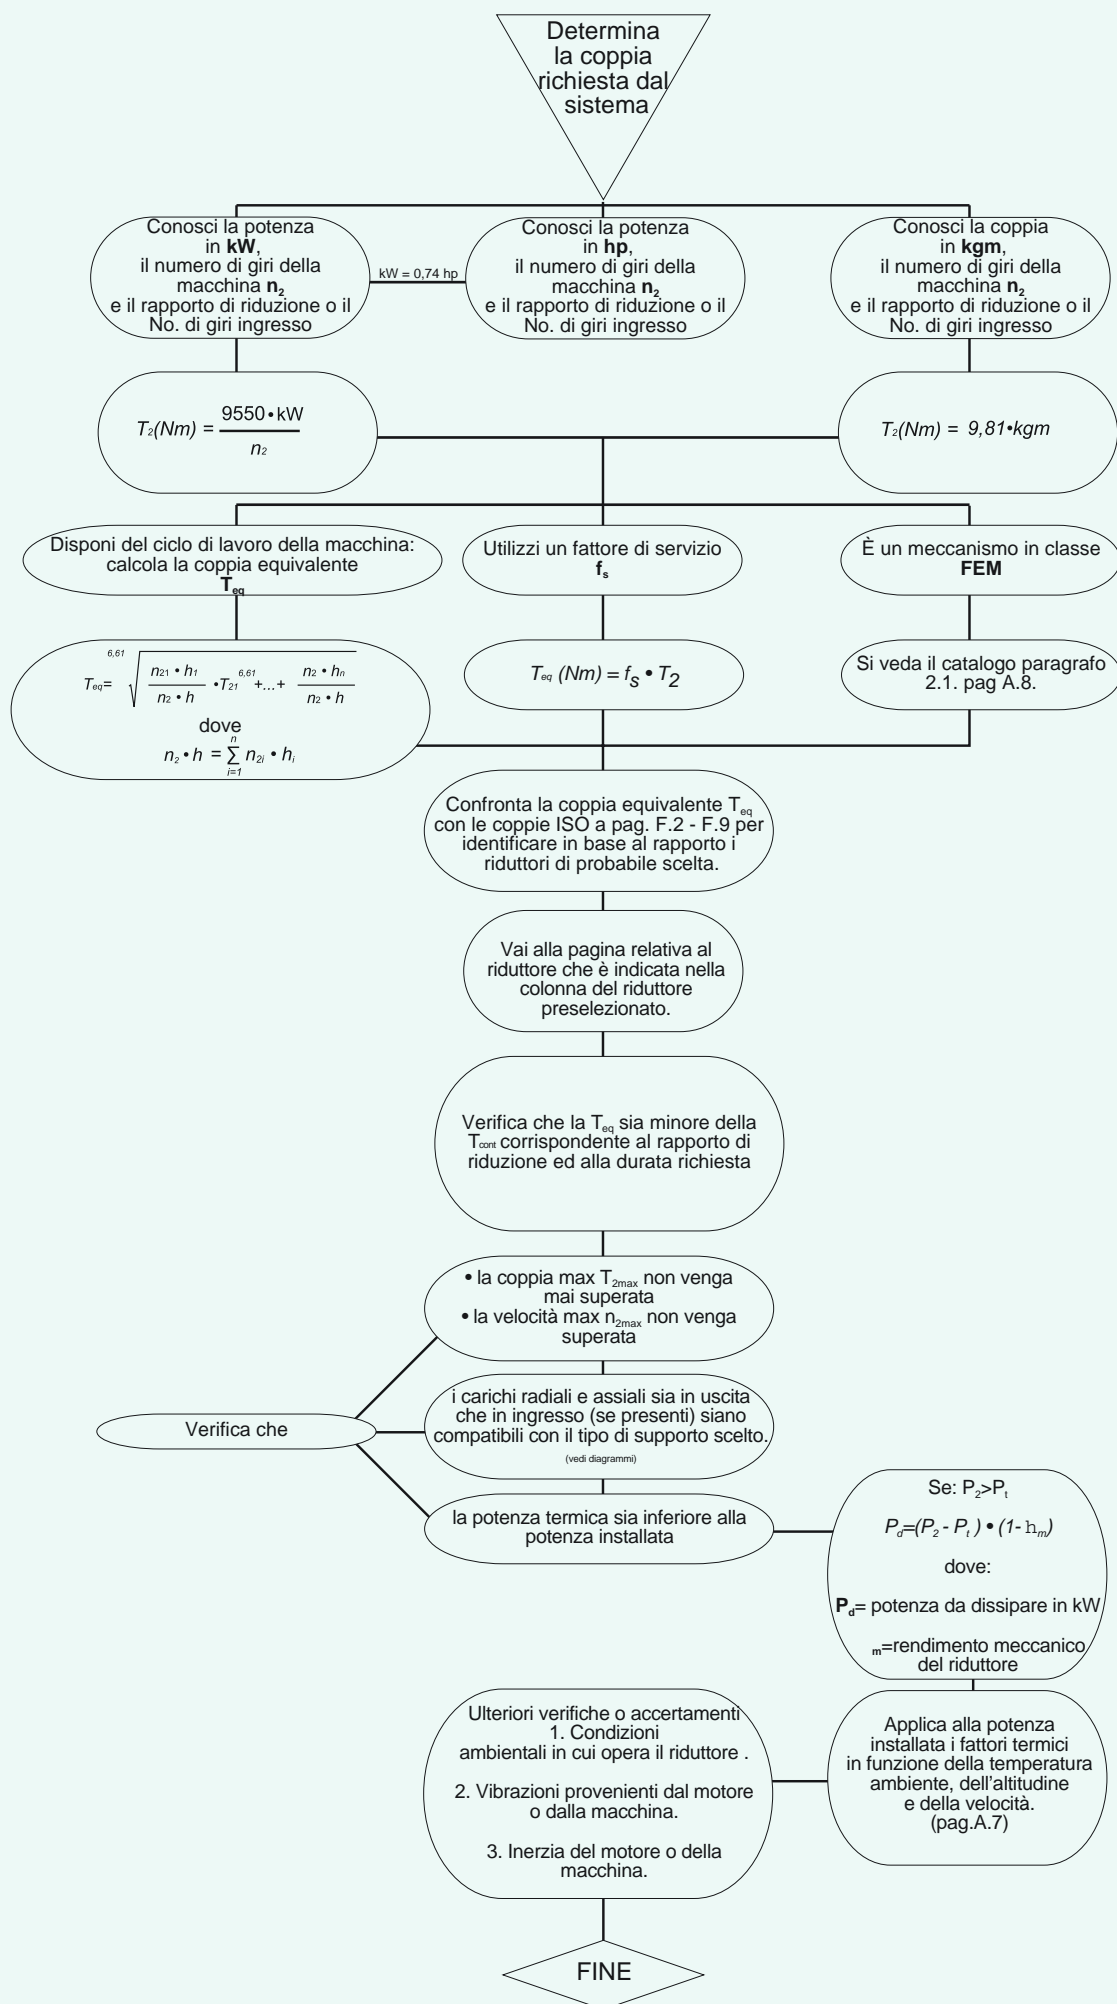 Determina
la coppia
richiesta dal
sistema
Conosci la potenza
in kW,
il numero di giri della
macchina n2
e il rapporto di riduzione o il
No. di giri ingresso
kW = 0,74 hp
Conosci la potenza
in hp,
il numero di giri della
macchina n2
e il rapporto di riduzione o il
No. di giri ingresso
Conosci la coppia
in kgm,
il numero di giri della
macchina n2
e il rapporto di riduzione o il
No. di giri ingresso
T2(Nm) = 9550•kW / n2
T2(Nm) = 9,81•kgm
Disponi del ciclo di lavoro della macchina:
calcola la coppia equivalente
Teq
Utilizzi un fattore di servizio
fs
È un meccanismo in classe
FEM
Teq= 6,61√ n21 • h1 / n2 • h •T21 6,61 +...+ n2 • hn / n2 • h
dove
n2 • h = n∑i=1 n2i • hi
Teq (Nm) = fs • T2
Si veda il catalogo paragrafo
2.1. pag A.8.
Confronta la coppia equivalente Teq
con le coppie ISO a pag. F.2 - F.9 per
identificare in base al rapporto i
riduttori di probabile scelta.
Vai alla pagina relativa al
riduttore che è indicata nella
colonna del riduttore
preselezionato.
Verifica che la Teq sia minore della
Tcont corrispondente al rapporto di
riduzione ed alla durata richiesta
• la coppia max T2max non venga
mai superata
• la velocità max n2max non venga
superata
Verifica che
i carichi radiali e assiali sia in uscita
che in ingresso (se presenti) siano
compatibili con il tipo di supporto scelto.
(vedi diagrammi)
la potenza termica sia inferiore alla
potenza installata
Se: P2>Pt
Pd=(P2 - Pt ) • (1- hm)
dove:
Pd= potenza da dissipare in kW
m=rendimento meccanico
del riduttore
Applica alla potenza
installata i fattori termici
in funzione della temperatura
ambiente, dell'altitudine
e della velocità.
(pag.A.7)
Ulteriori verifiche o accertamenti
1. Condizioni
ambientali in cui opera il riduttore .
2. Vibrazioni provenienti dal motore
o dalla macchina.
3. Inerzia del motore o della
macchina.
FINE